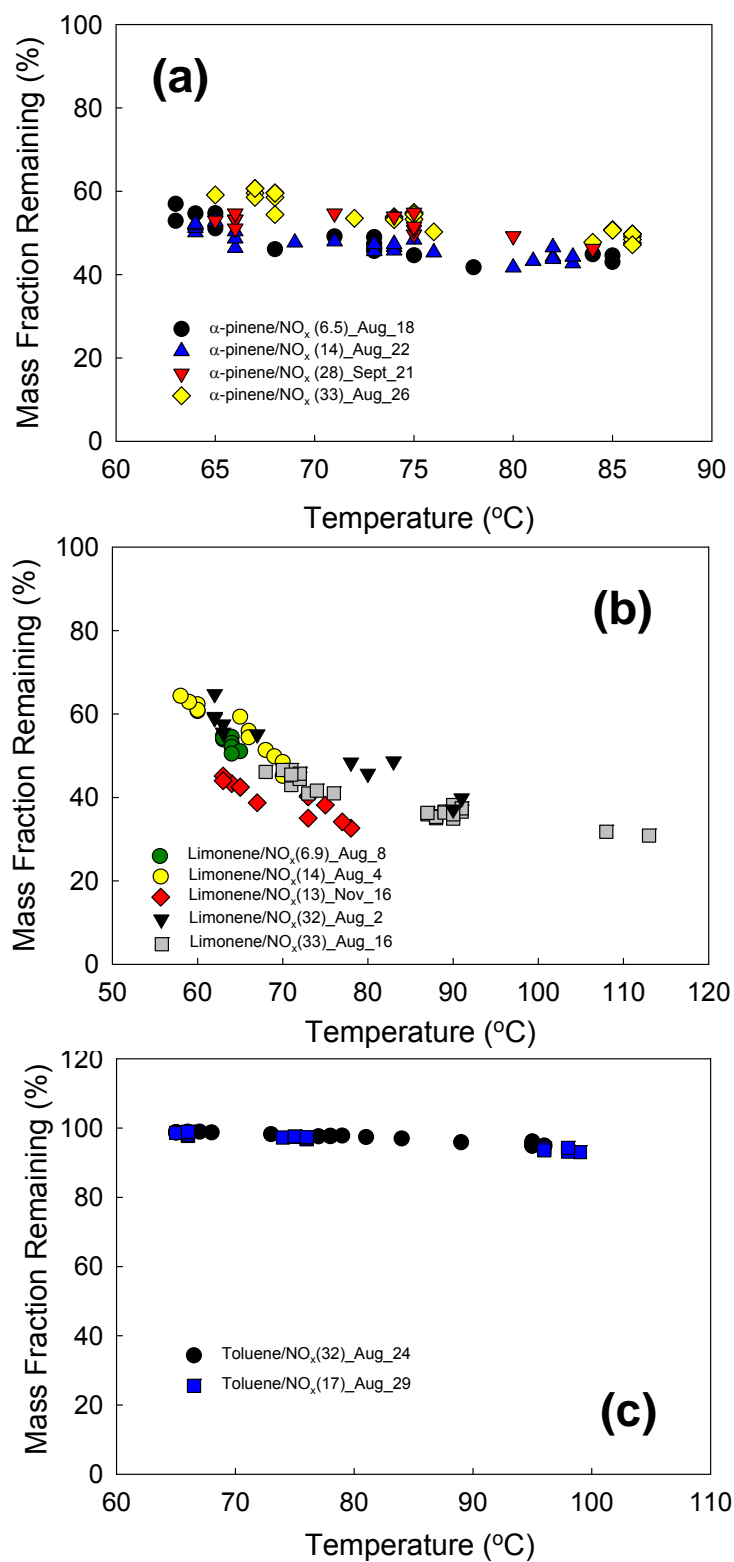 Mass Fraction Remaining (%)
100
80
60
40
20
0
(a)
α-pinene/NOx (6.5)_Aug_18
α-pinene/NOx (14)_Aug_22
α-pinene/NOx (28)_Sept_21
α-pinene/NOx (33)_Aug_26
60 65 70 75 80 85 90
Temperature (oC)
Mass Fraction Remaining (%)
100
80
60
40
20
0
(b)
Limonene/NOx(6.9)_Aug_8
Limonene/NOx(14)_Aug_4
Limonene/NOx(13)_Nov_16
Limonene/NOx(32)_Aug_2
Limonene/NOx(33)_Aug_16
50 60 70 80 90 100 110 120
Temperature (oC)
Mass Fraction Remaining (%)
120
100
80
60
40
20
0
Toluene/NOx(32)_Aug_24
Toluene/NOx(17)_Aug_29
(c)
60 70 80 90 100 110
Temperature (oC)